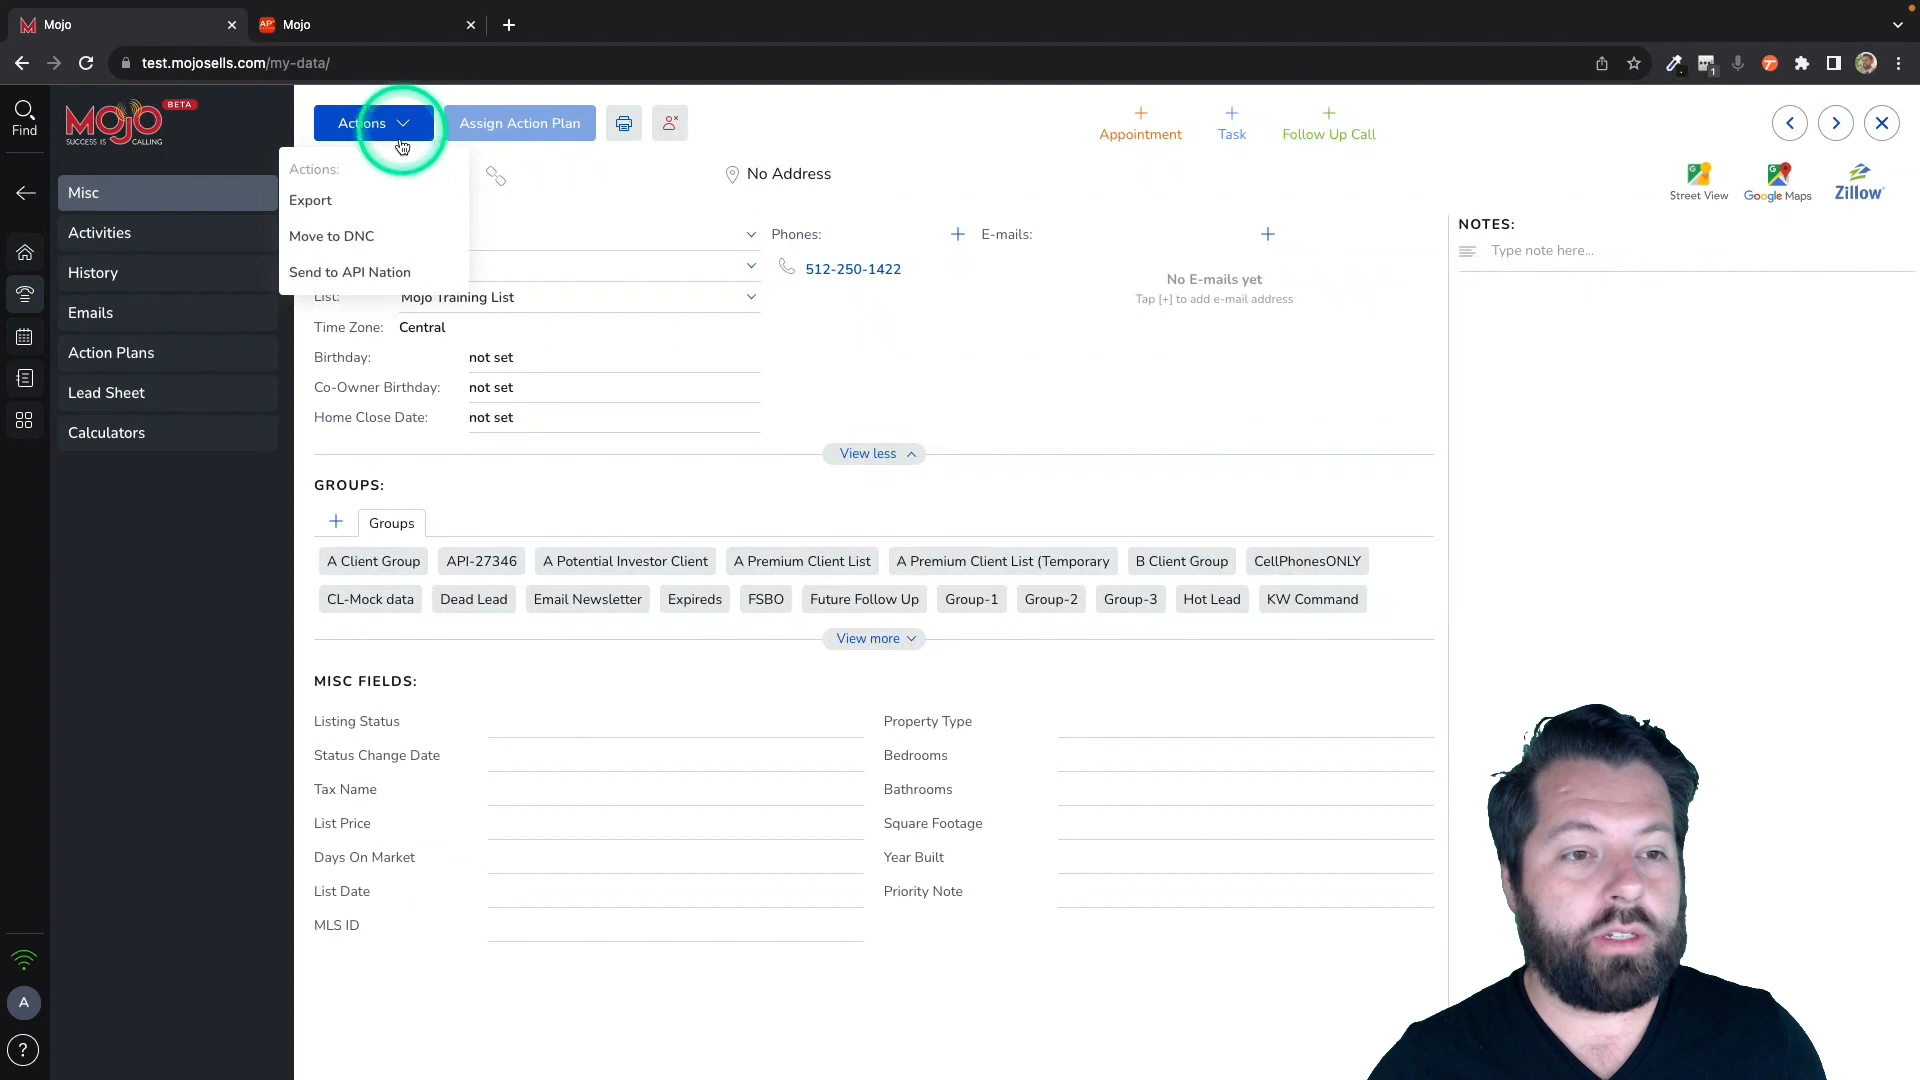 Mojo
AP*
Mojo
test.mojosells.com/my-data/
1
Find
MOJO
BETA
SUCCESS IS CALLING
Actions
Assign Action Plan
Appointment
Task
Follow Up Call
Misc
Activities
History
Emails
Action Plans
Lead Sheet
Calculators
Actions:
Export
Move to DNC
Send to API Nation
No Address
Street View
Google Maps
Zillow
Phones:
E-mails:
512-250-1422
No E-mails yet
Tap [+] to add e-mail address
NOTES:
Type note here...
List:
Mojo Training List
Time Zone:
Central
Birthday:
not set
Co-Owner Birthday:
not set
Home Close Date:
not set
View less
GROUPS:
Groups
A Client Group
API-27346
A Potential Investor Client
A Premium Client List
A Premium Client List (Temporary
B Client Group
CellPhonesONLY
CL-Mock data
Dead Lead
Email Newsletter
Expireds
FSBO
Future Follow Up
Group-1
Group-2
Group-3
Hot Lead
KW Command
View more
MISC FIELDS:
Listing Status
Property Type
Status Change Date
Bedrooms
Tax Name
Bathrooms
List Price
Square Footage
Days On Market
Year Built
List Date
Priority Note
MLS ID
A
?